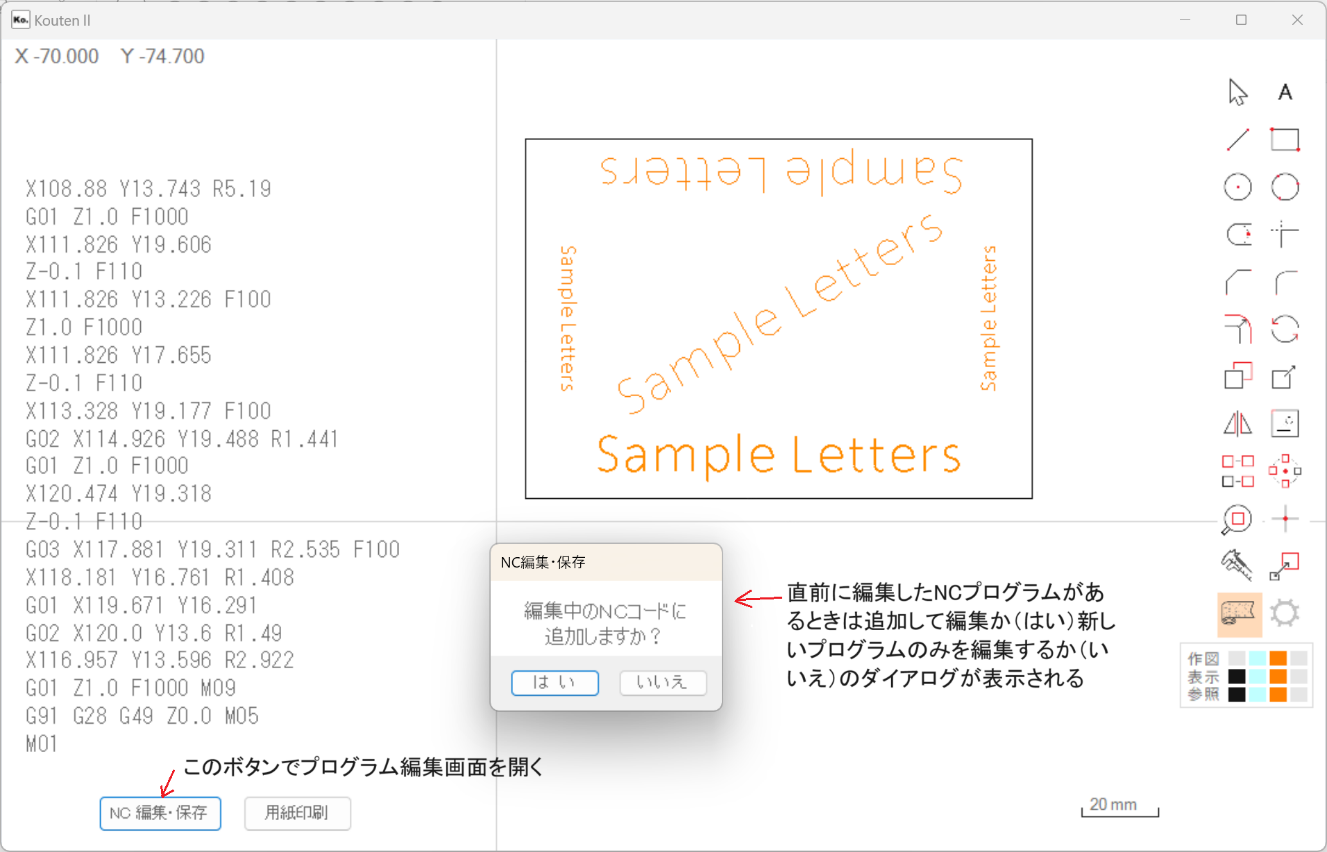 Ko. Kouten II
X -70.000 Y -74.700
X108.88 Y13.743 R5.19
G01 Z1.0 F1000
X111.826 Y19.606
Z-0.1 F110
X111.826 Y13.226 F100
Z1.0 F1000
X111.826 Y17.655
Z-0.1 F110
X113.328 Y19.177 F100
G02 X114.926 Y19.488 R1.441
G01 Z1.0 F1000
X120.474 Y19.318
Z-0.1 F110
G03 X117.881 Y19.311 R2.535 F100
X118.181 Y16.761 R1.408
G01 X119.671 Y16.291
G02 X120.0 Y13.6 R1.49
X116.957 Y13.596 R2.922
G01 Z1.0 F1000 M09
G91 G28 G49 Z0.0 M05
M01
このボタンでプログラム編集画面を開く
NC 編集・保存
用紙印刷
Sample Letters
Sample Letters
Sample Letters
Sample Letters
Sample Letters
NC編集・保存
編集中のNCコードに
追加しますか？
は い
いいえ
直前に編集したNCプログラムがあ
るときは追加して編集か（はい）新し
いプログラムのみを編集するか（い
いえ）のダイアログが表示される
A
作図
表示
参照
20 mm